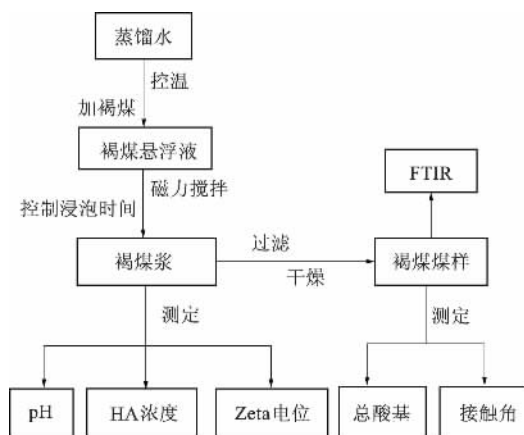 蒸馏水
控温
加褐煤
褐煤悬浮液
FTIR
磁力搅拌
控制浸泡时间
过滤
褐煤浆
褐煤煤样
干燥
测定
测定
pH
HA浓度
Zeta电位
总酸基
接触角